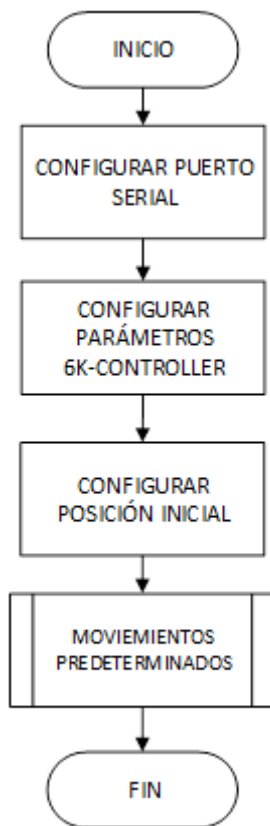 INICIO
CONFIGURAR PUERTO
SERIAL
CONFIGURAR
PARÁMETROS
6K-CONTROLLER
CONFIGURAR
POSICIÓN INICIAL
MOVIEMIENTOS
PREDETERMINADOS
FIN